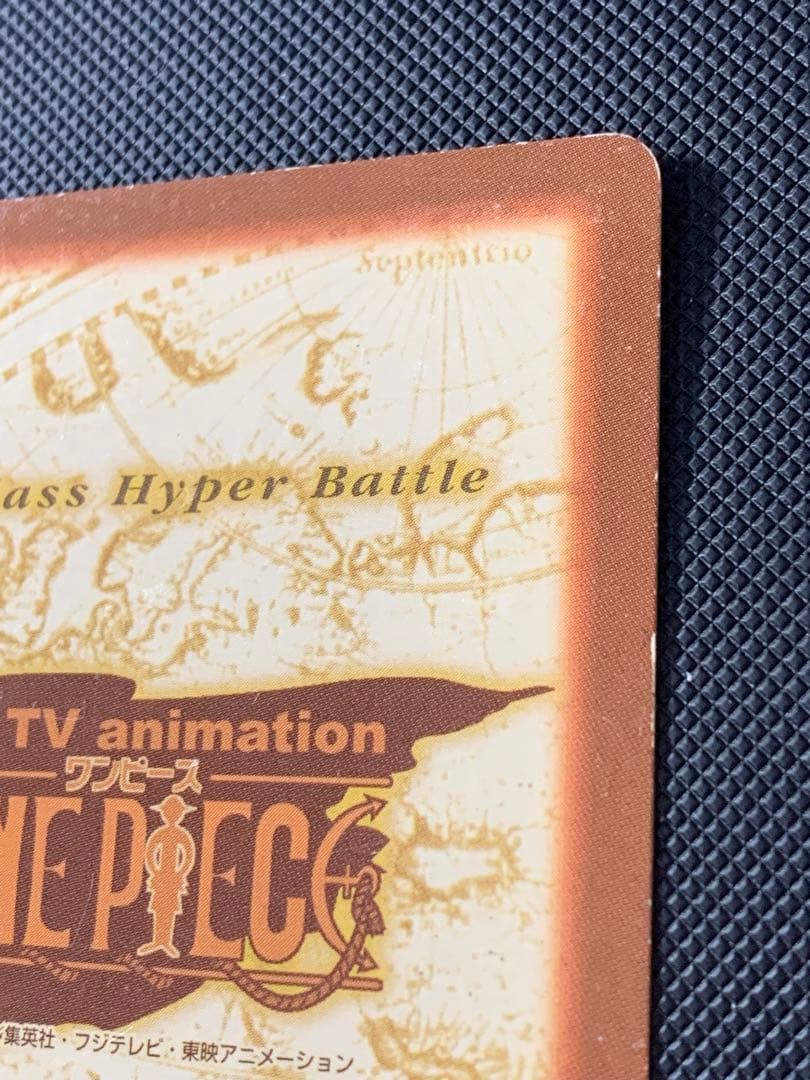 Septentrio
ass Hyper Battle
TV animation
ワンピース
NE PIECE
集英社・フジテレビ・東映アニメーション